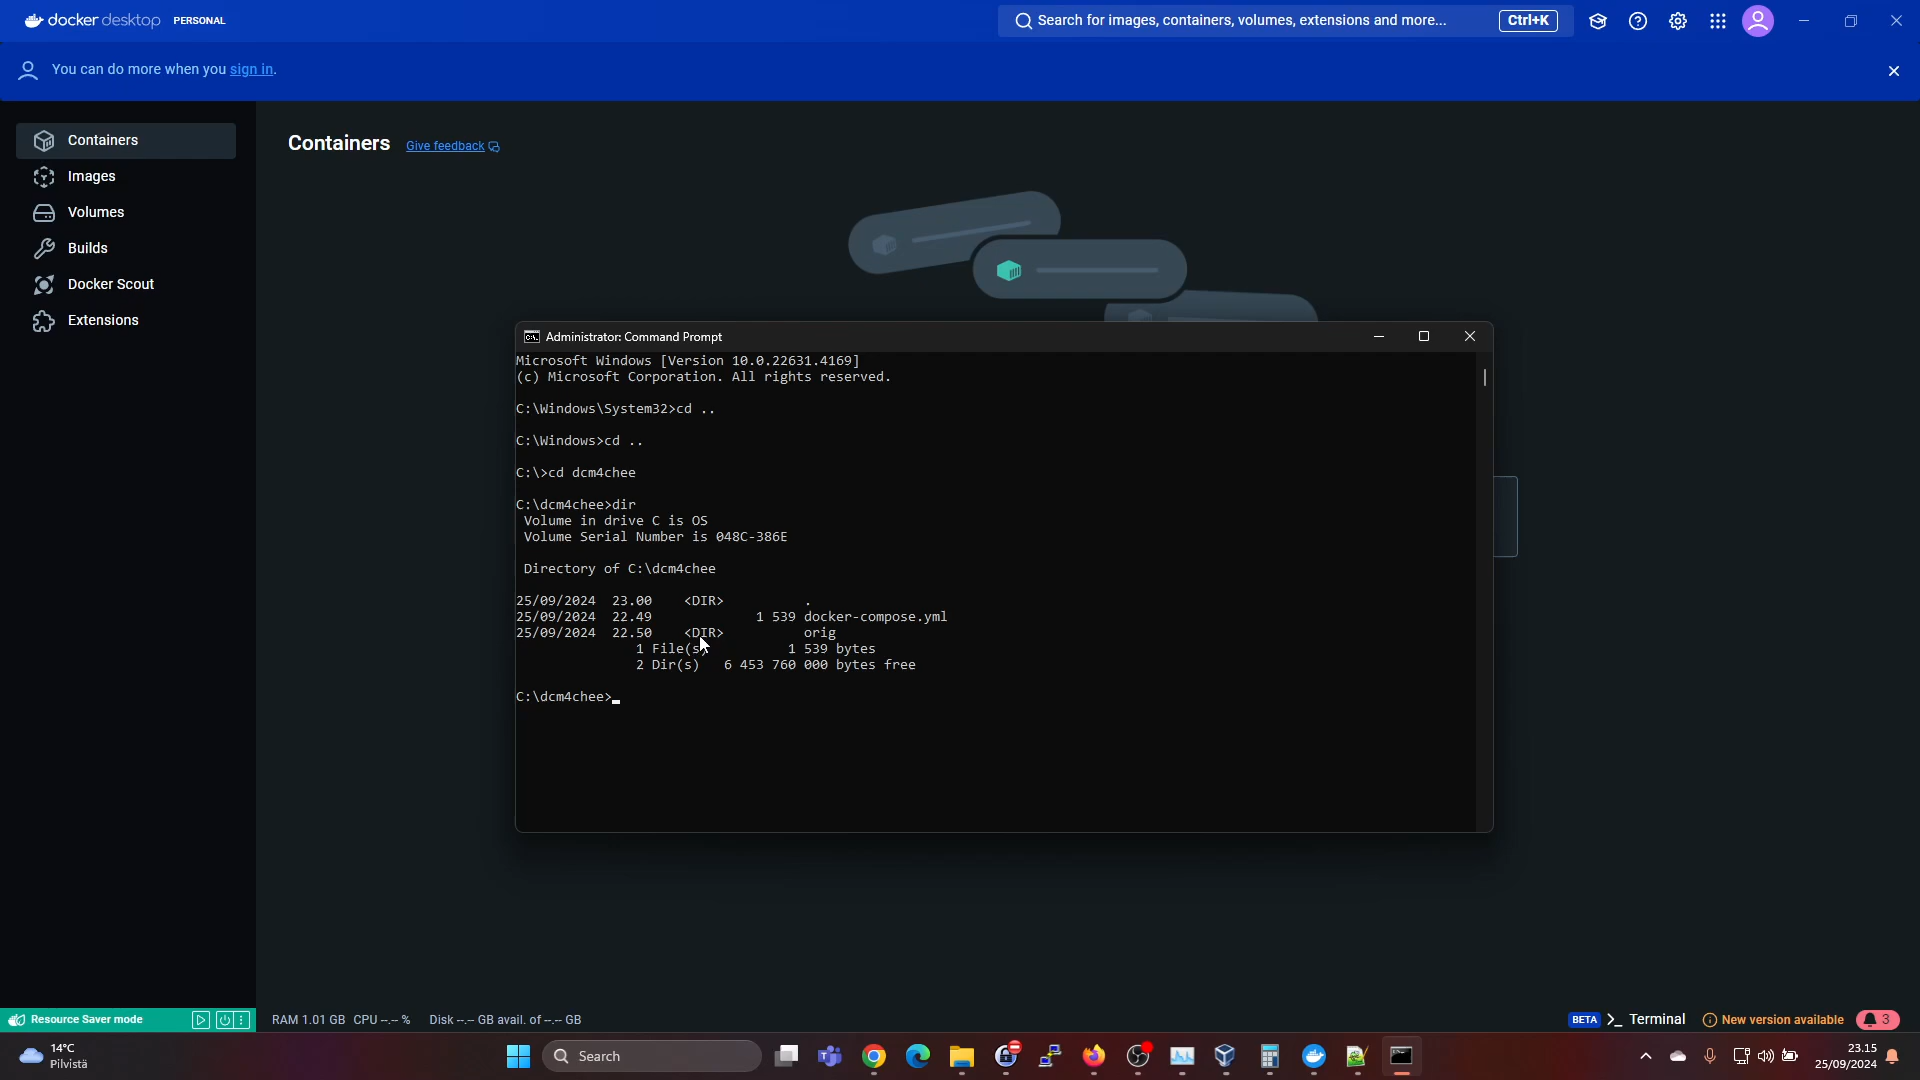 docker desktop PERSONAL
Search for images, containers, volumes, extensions and more... Ctrl+K
You can do more when you sign in.
Containers
Images
Volumes
Builds
Docker Scout
Extensions
Containers Give feedback
Administrator: Command Prompt
Microsoft Windows [Version 10.0.22631.4169]
(c) Microsoft Corporation. All rights reserved.
C:\Windows\System32>cd ..
C:\Windows>cd ..
C:\>cd dcm4chee
C:\dcm4chee>dir
Volume in drive C is OS
Volume Serial Number is 048C-386E
Directory of C:\dcm4chee
25/09/2024 23.00 <DIR> .
25/09/2024 22.49 1 539 docker-compose.yml
25/09/2024 22.50 <DIR> orig
1 File(s) 1 539 bytes
2 Dir(s) 6 453 760 000 bytes free
C:\dcm4chee>
Resource Saver mode
RAM 1.01 GB CPU --.-- % Disk --.-- GB avail. of --.-- GB
BETA >_ Terminal New version available 3
14°C
Pilvistä
Search
23.15
25/09/2024